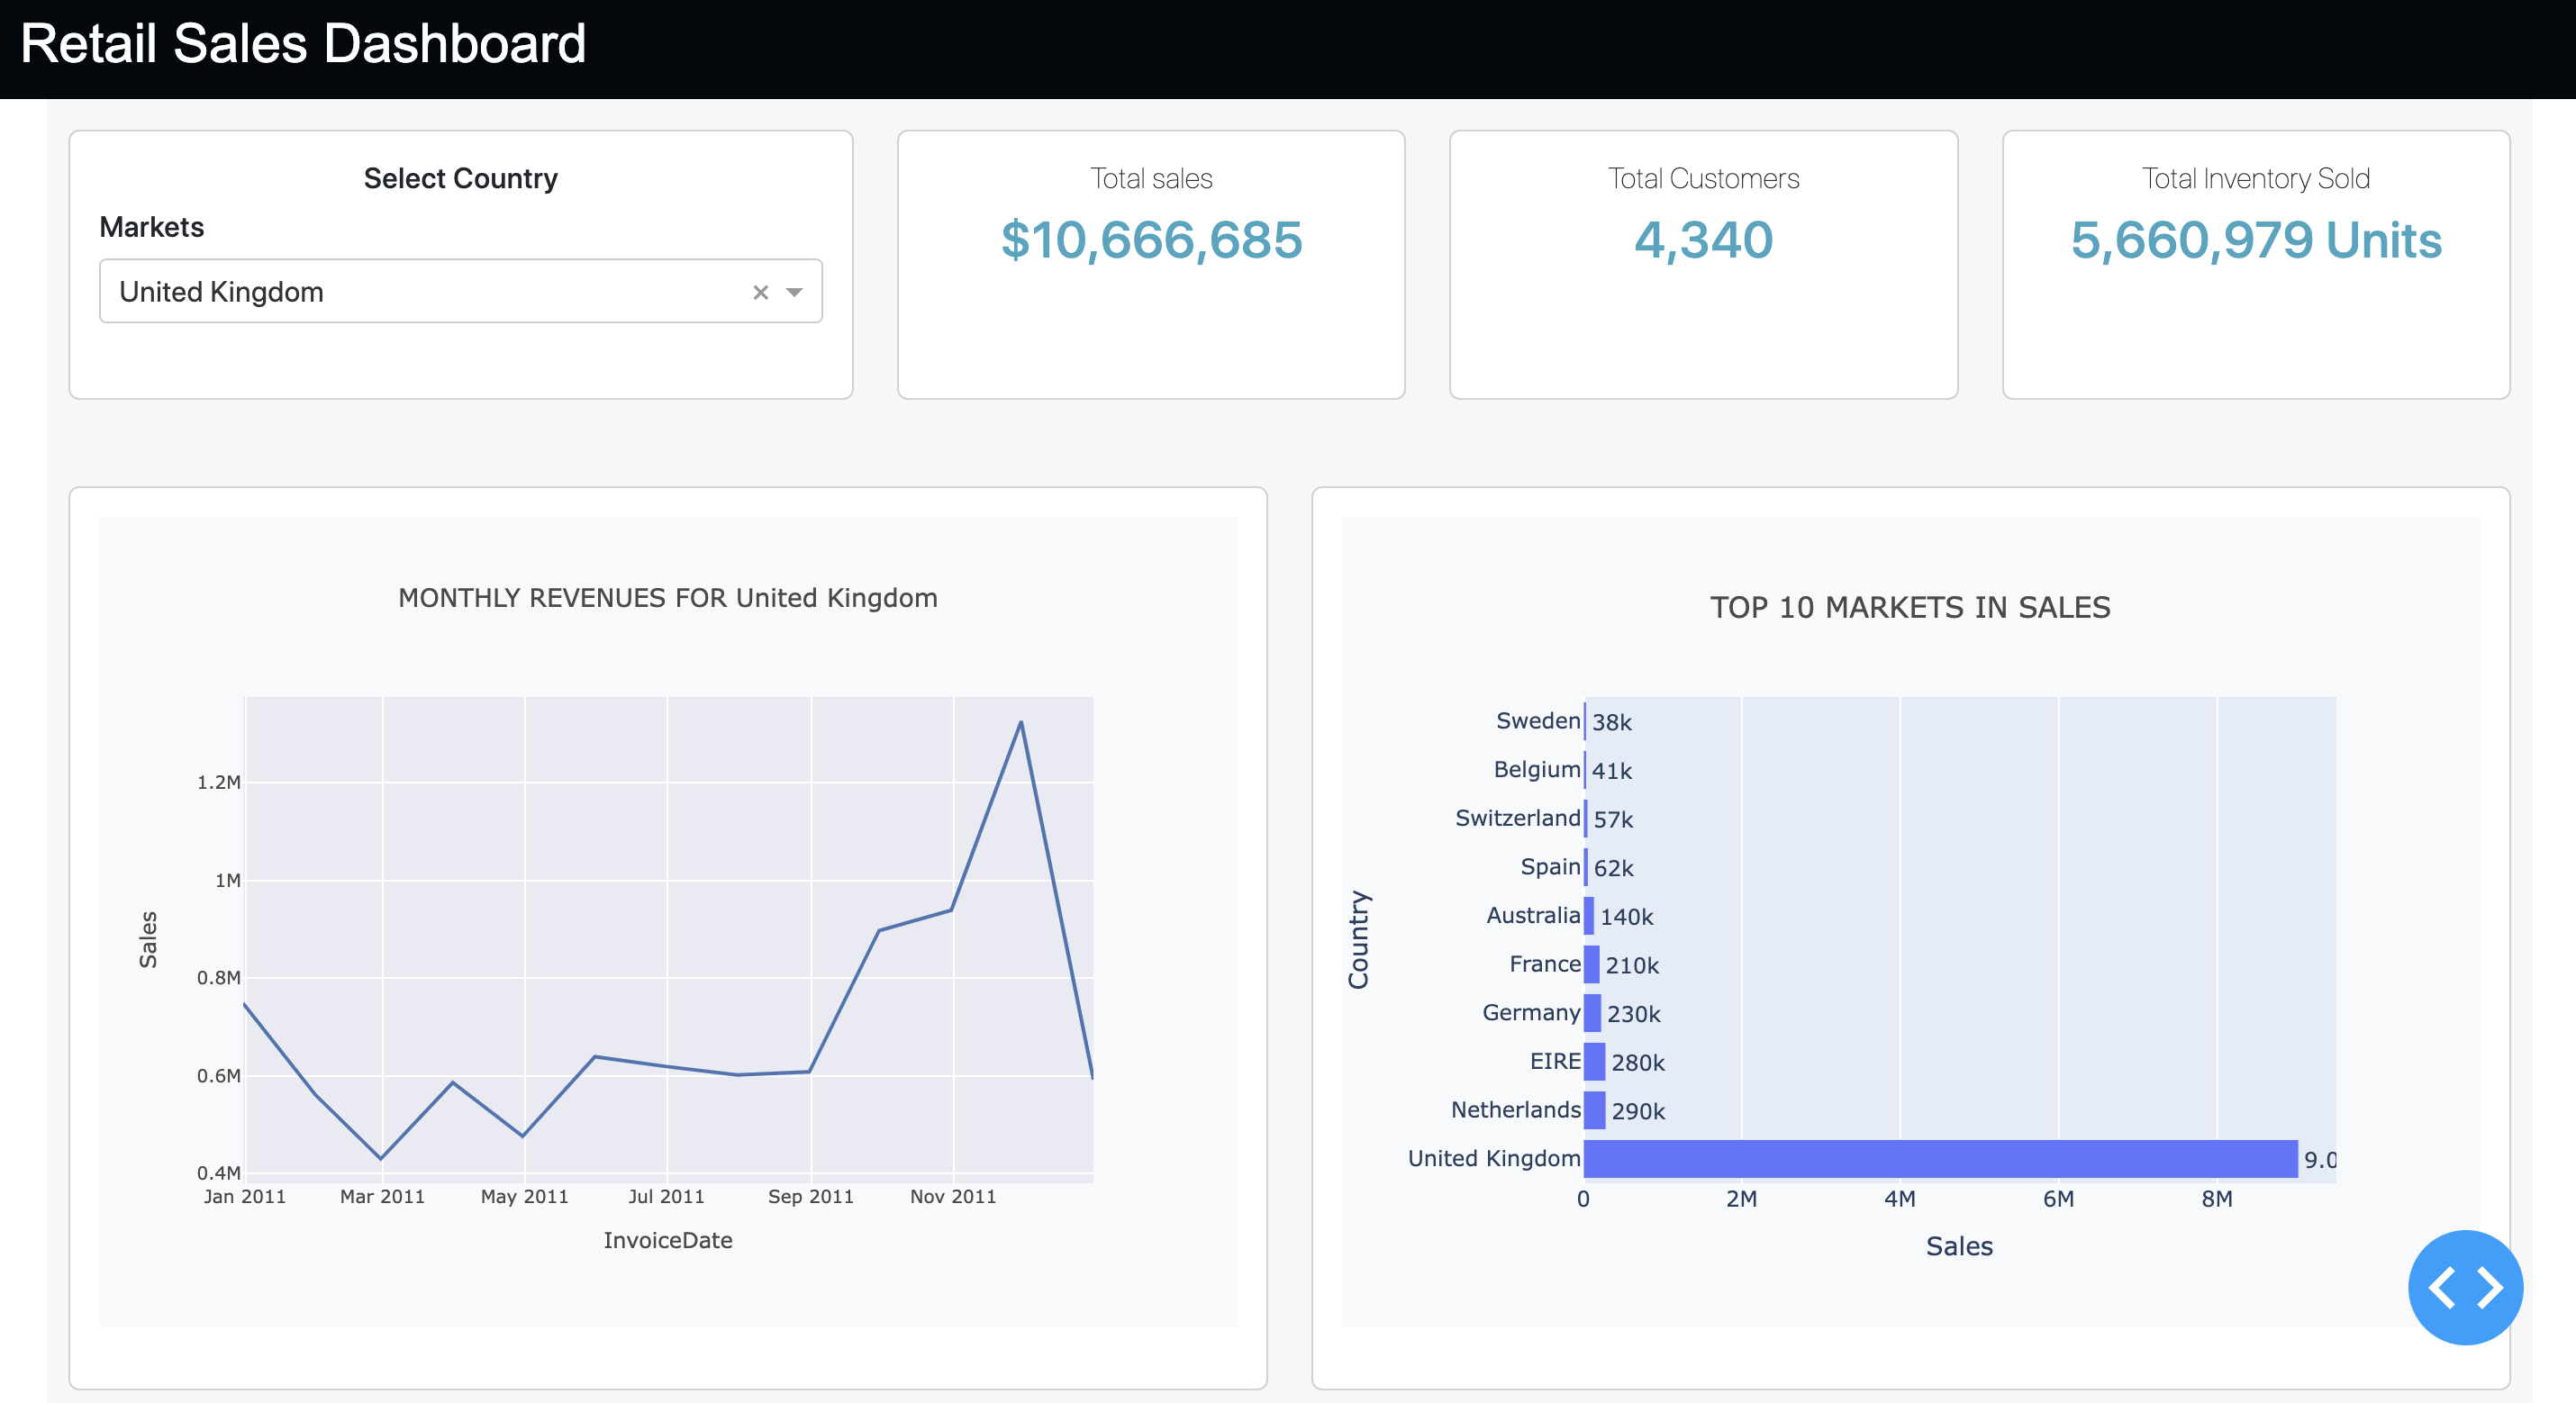 Retail Sales Dashboard
Select Country
Markets
United Kingdom
Total sales
$10,666,685
Total Customers
4,340
Total Inventory Sold
5,660,979 Units
MONTHLY REVENUES FOR United Kingdom
1.2M
1M
0.8M
0.6M
0.4M
Sales
Jan 2011 Mar 2011 May 2011 Jul 2011 Sep 2011 Nov 2011
InvoiceDate
TOP 10 MARKETS IN SALES
Country
Sweden 38k
Belgium 41k
Switzerland 57k
Spain 62k
Australia 140k
France 210k
Germany 230k
EIRE 280k
Netherlands 290k
United Kingdom 9.0
0 2M 4M 6M 8M
Sales